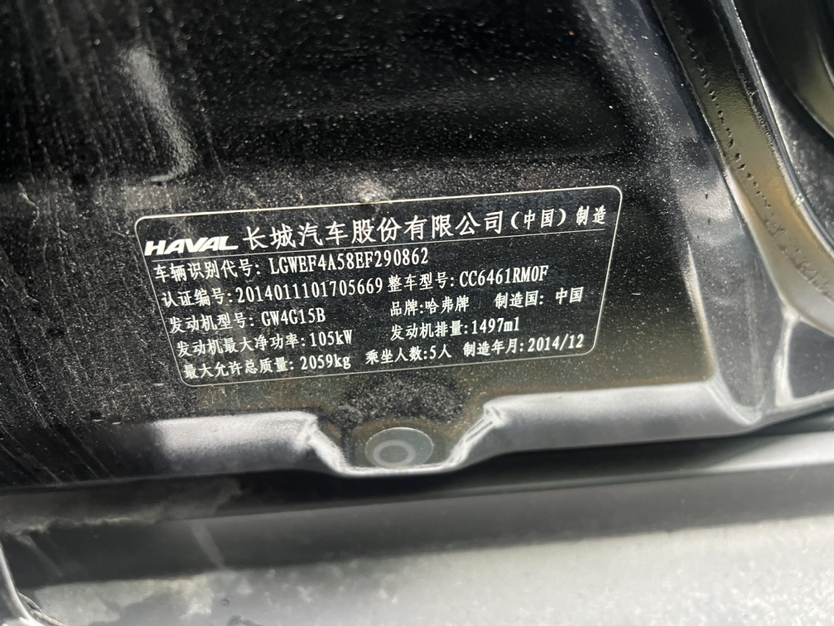 HAVAL 长城汽车股份有限公司(中国)制造
车辆识别代号: LGWEF4A58EF290862
认证编号:2014011101705669 整车型号:CC6461RM0F
发动机型号: GW4G15B 品牌:哈弗牌 制造国: 中国
发动机最大净功率: 105kW 发动机排量:1497ml
最大允许总质量: 2059kg 乘坐人数:5人 制造年月:2014/12